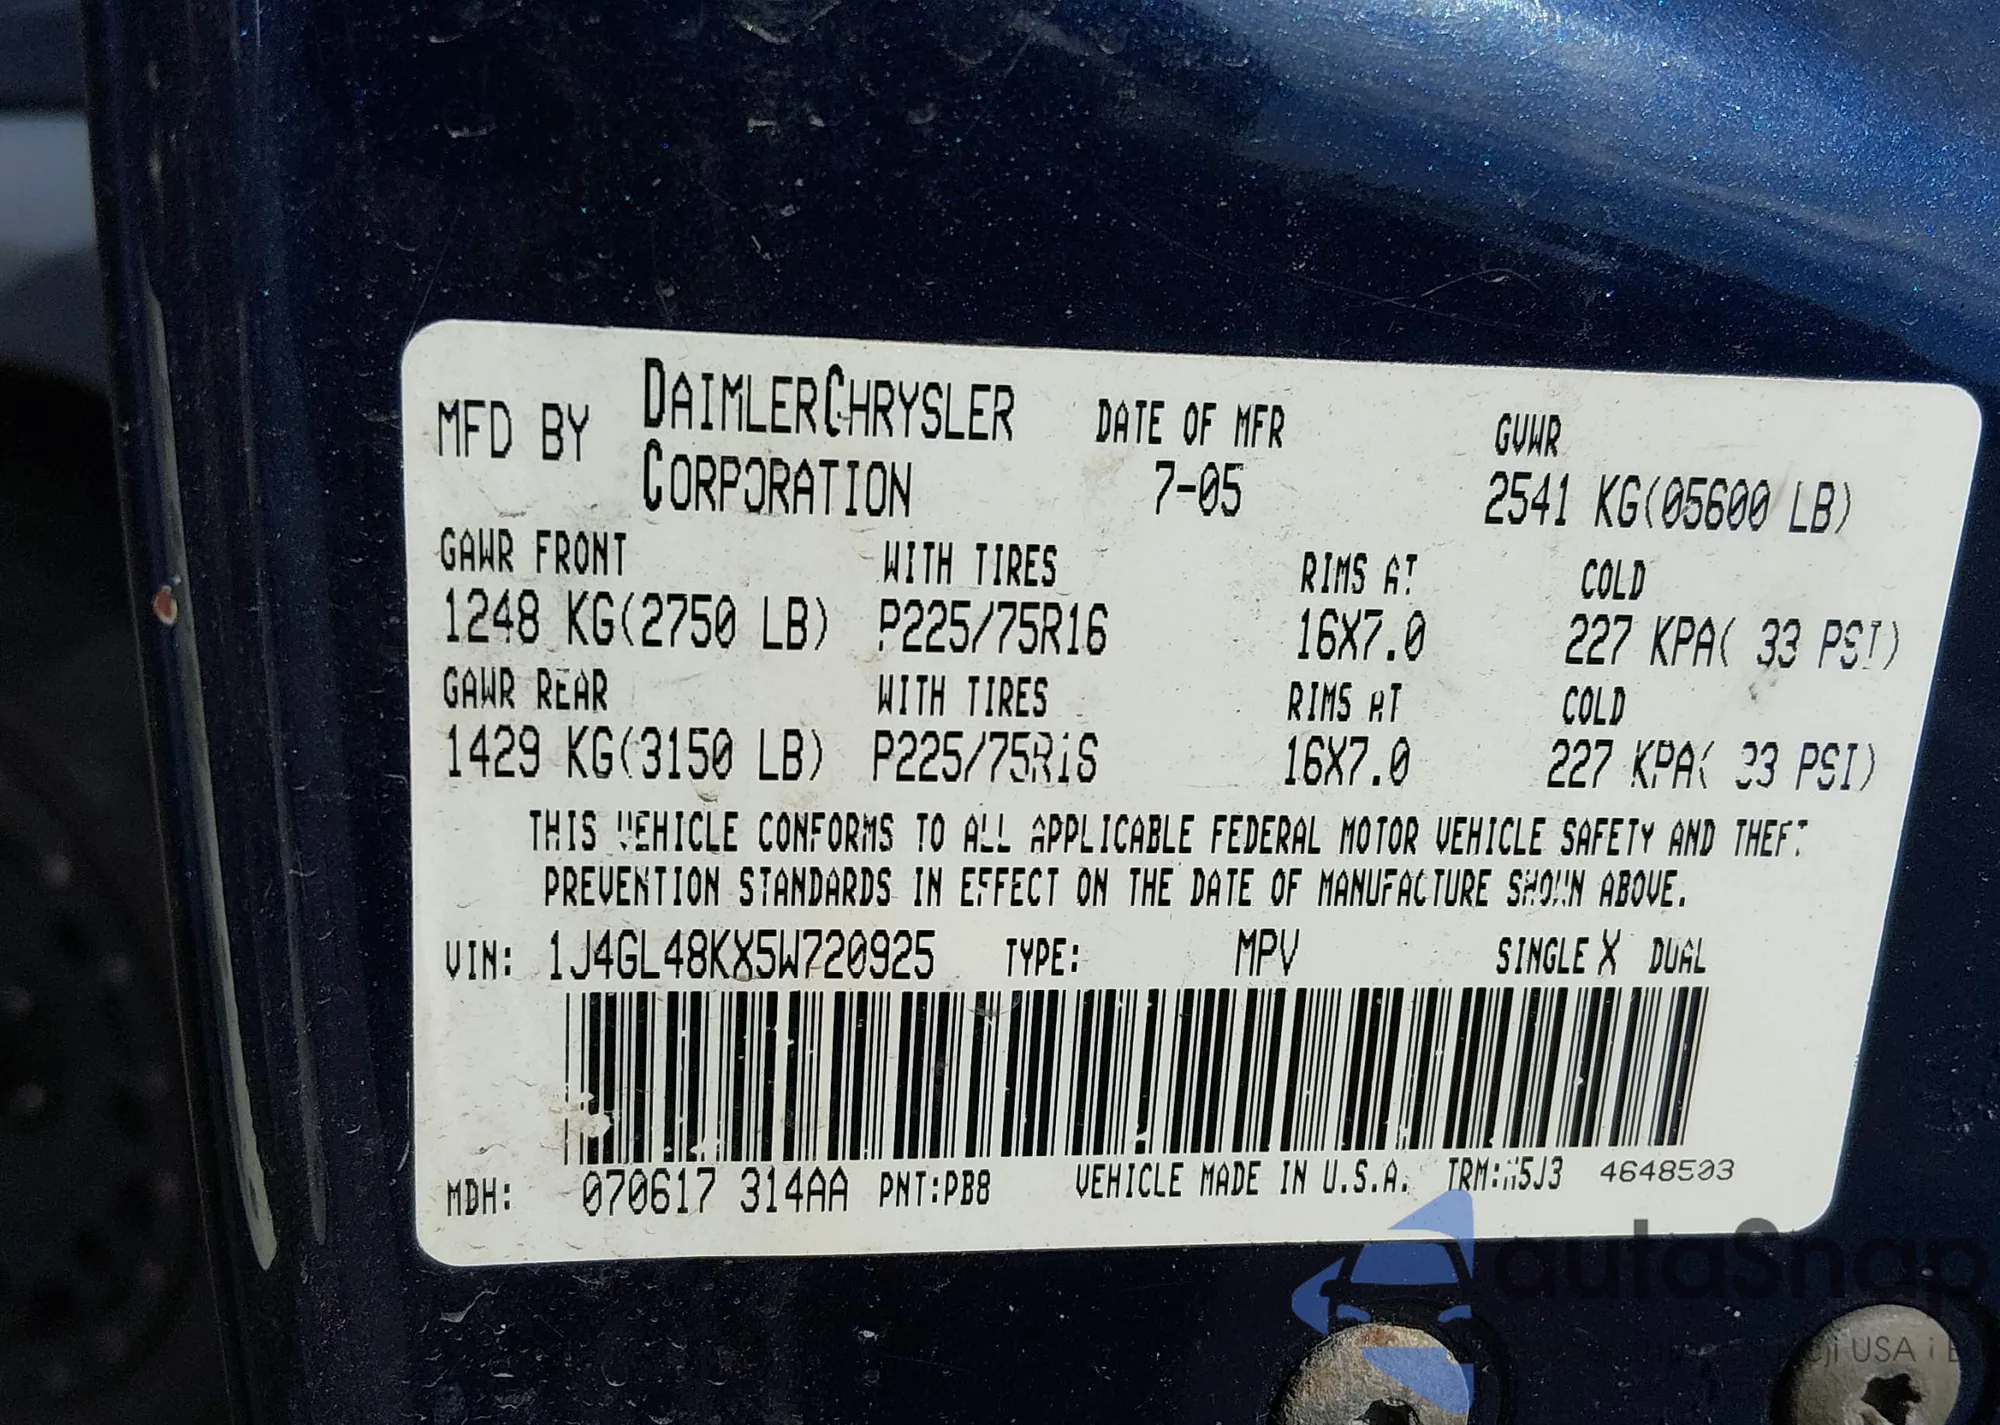 MFD BY DAIMLERCHRYSLER CORPORATION DATE OF MFR 7-05 GVWR 2541 KG(05600 LB)
GAWR FRONT WITH TIRES RIMS AT COLD
1248 KG(2750 LB) P225/75R16 16X7.0 227 KPA( 33 PSI)
GAWR REAR WITH TIRES RIMS AT COLD
1429 KG(3150 LB) P225/75R16 16X7.0 227 KPA( 33 PSI)
THIS VEHICLE CONFORMS TO ALL APPLICABLE FEDERAL MOTOR VEHICLE SAFETY AND THEFT
PREVENTION STANDARDS IN EFFECT ON THE DATE OF MANUFACTURE SHOWN ABOVE.
VIN: 1J4GL48KX5W720925 TYPE: MPV SINGLE X DUAL
MDH: 070617 314AA PNT:PB8 VEHICLE MADE IN U.S.A. 4648503
autaSnap
USA i